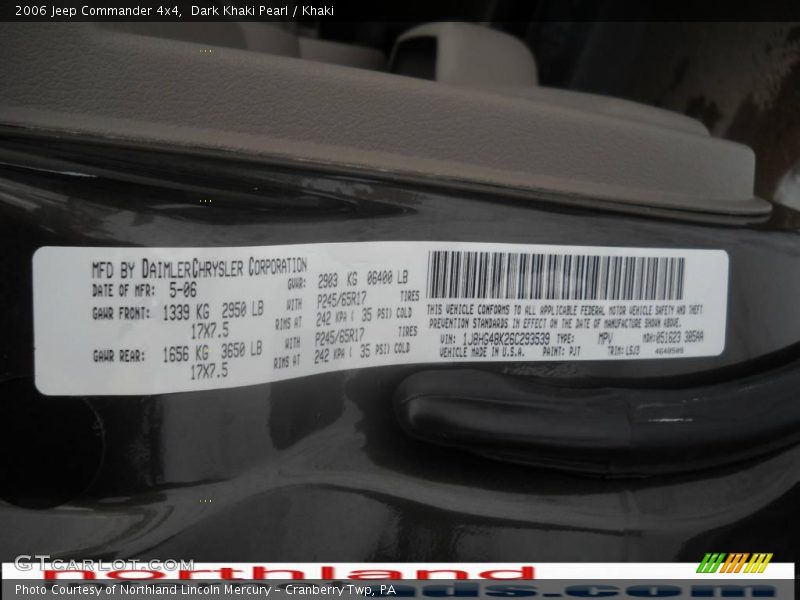 2006 Jeep Commander 4x4, Dark Khaki Pearl / Khaki
MFD BY DAIMLERCHRYSLER CORPORATION
DATE OF MFR: 5-06 GVWR: 2903 KG 06400 LB
GAWR FRONT: 1339 KG 2950 LB WITH P245/65R17 TIRES
17X7.5 RIMS AT 242 KPA ( 35 PSI) COLD
GAWR REAR: 1656 KG 3650 LB WITH P245/65R17 TIRES
17X7.5 RIMS AT 242 KPA ( 35 PSI) COLD
THIS VEHICLE CONFORMS TO ALL APPLICABLE FEDERAL MOTOR VEHICLE SAFETY AND THEFT
PREVENTION STANDARDS IN EFFECT ON THE DATE OF MANUFACTURE SHOWN ABOVE.
VIN: 1J8HG48K26C293539 TYPE: MPV MDH: 051623 385AA
VEHICLE MADE IN U.S.A. PAINT: PJT TRIM: L5J3
GTcarlot.com
northland
Photo Courtesy of Northland Lincoln Mercury - Cranberry Twp, PA